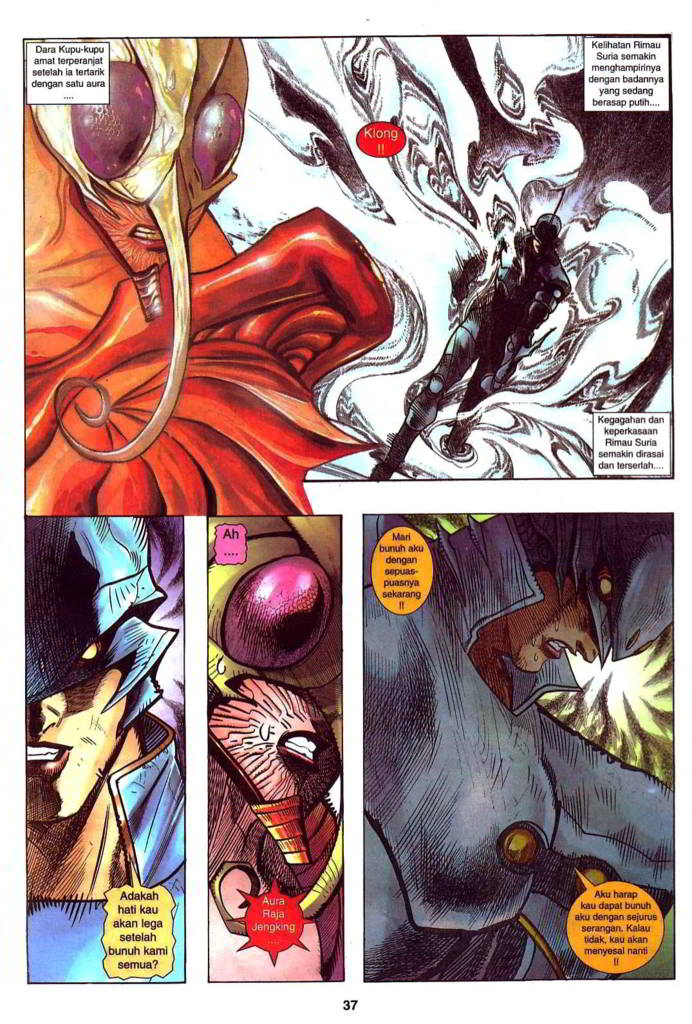 Dara Kupu-kupu
amat terperanjat
setelah ia tertarik
dengan satu aura
....
Klong
!!
Kelihatan Rimau
Suria semakin
menghampirinya
dengan badannya
yang sedang
berasap putih....
Kegagahan dan
keperkasaan
Rimau Suria
semakin dirasai
dan terserlah....
Adakah
hati kau
akan lega
setelah
bunuh kami
semua?
Ah
....
Aura
Raja
Jengking
....
Mari
bunuh aku
dengan
sepuas-
puasnya
sekarang
!!
Aku harap
kau dapat bunuh
aku dengan sejurus
serangan. Kalau
tidak, kau akan
menyesal nanti
!!
37